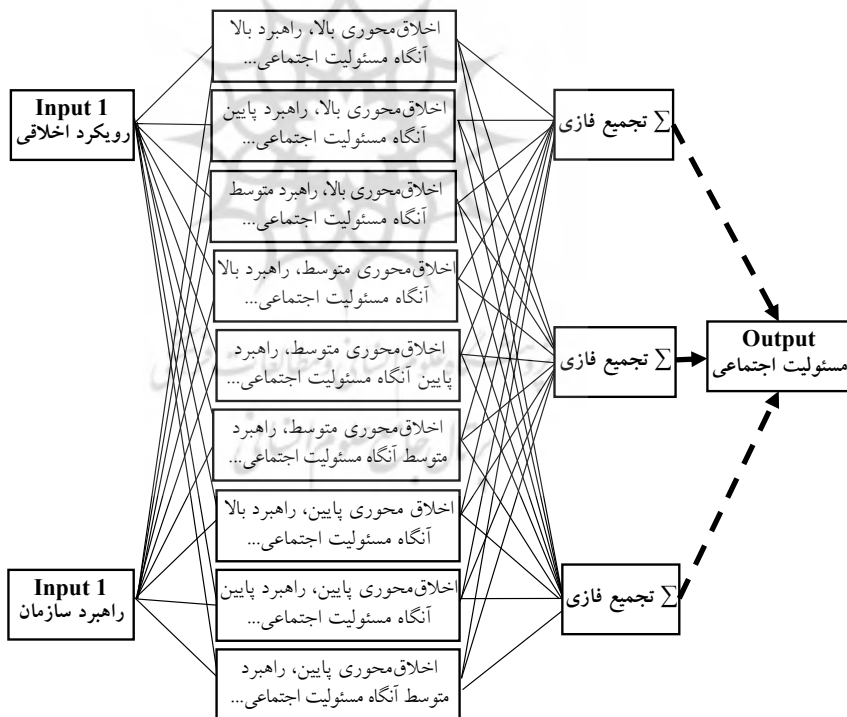 اخلاق‌محوری بالا، راهبرد بالا
آنگاه مسئولیت اجتماعی...
Input 1
رویکرد اخلاقی
اخلاق‌محوری بالا، راهبرد پایین
آنگاه مسئولیت اجتماعی...
∑ تجمیع فازی
اخلاق‌محوری بالا، راهبرد متوسط
آنگاه مسئولیت اجتماعی...
اخلاق‌محوری متوسط، راهبرد بالا
آنگاه مسئولیت اجتماعی...
اخلاق‌محوری متوسط، راهبرد
پایین آنگاه مسئولیت اجتماعی...
∑ تجمیع فازی
Output
مسئولیت اجتماعی
اخلاق‌محوری متوسط، راهبرد
متوسط آنگاه مسئولیت اجتماعی...
اخلاق محوری پایین، راهبرد بالا
آنگاه مسئولیت اجتماعی...
Input 1
راهبرد سازمان
اخلاق‌محوری پایین، راهبرد پایین
آنگاه مسئولیت اجتماعی...
∑ تجمیع فازی
اخلاق‌محوری پایین، راهبرد
متوسط آنگاه مسئولیت اجتماعی...